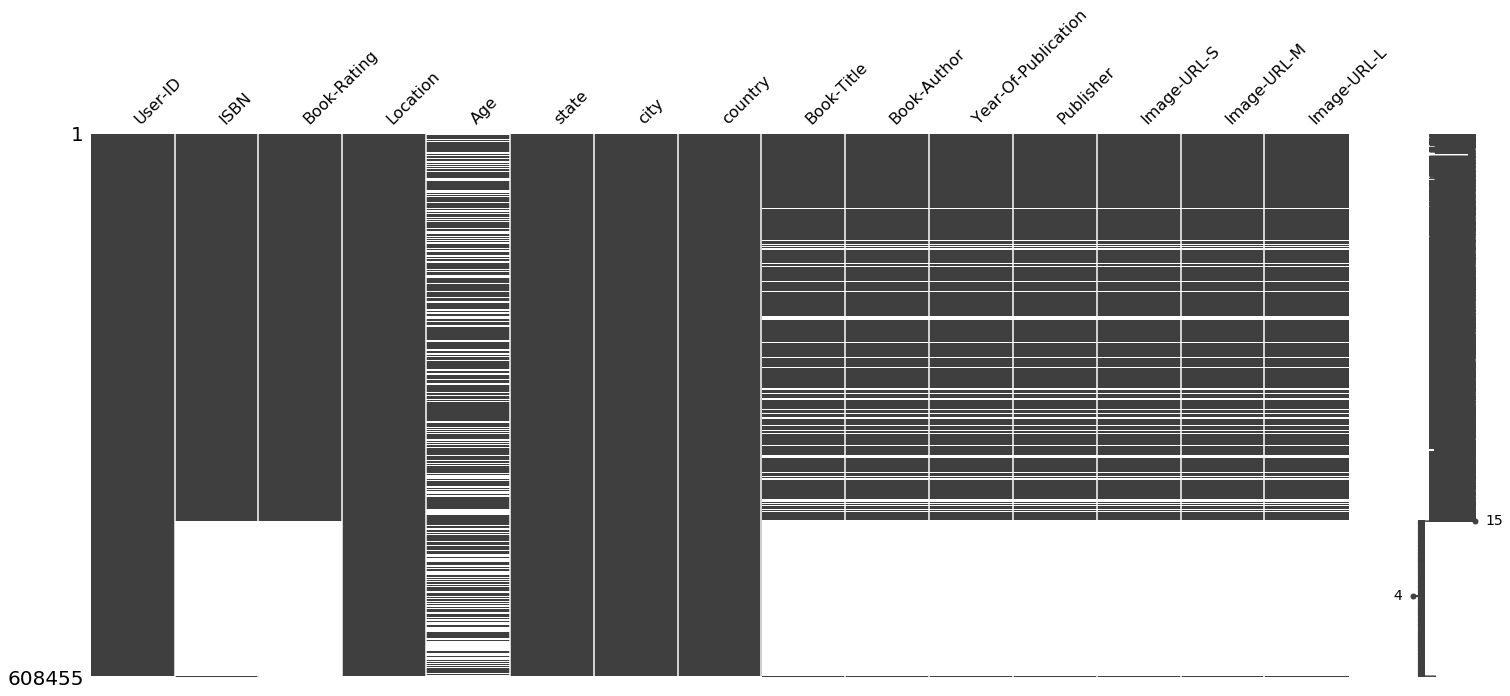 User-ID
ISBN
Book-Rating
Location
Age
state
city
country
Book-Title
Book-Author
Year-Of-Publication
Publisher
Image-URL-S
Image-URL-M
Image-URL-L
1
15
4
608455